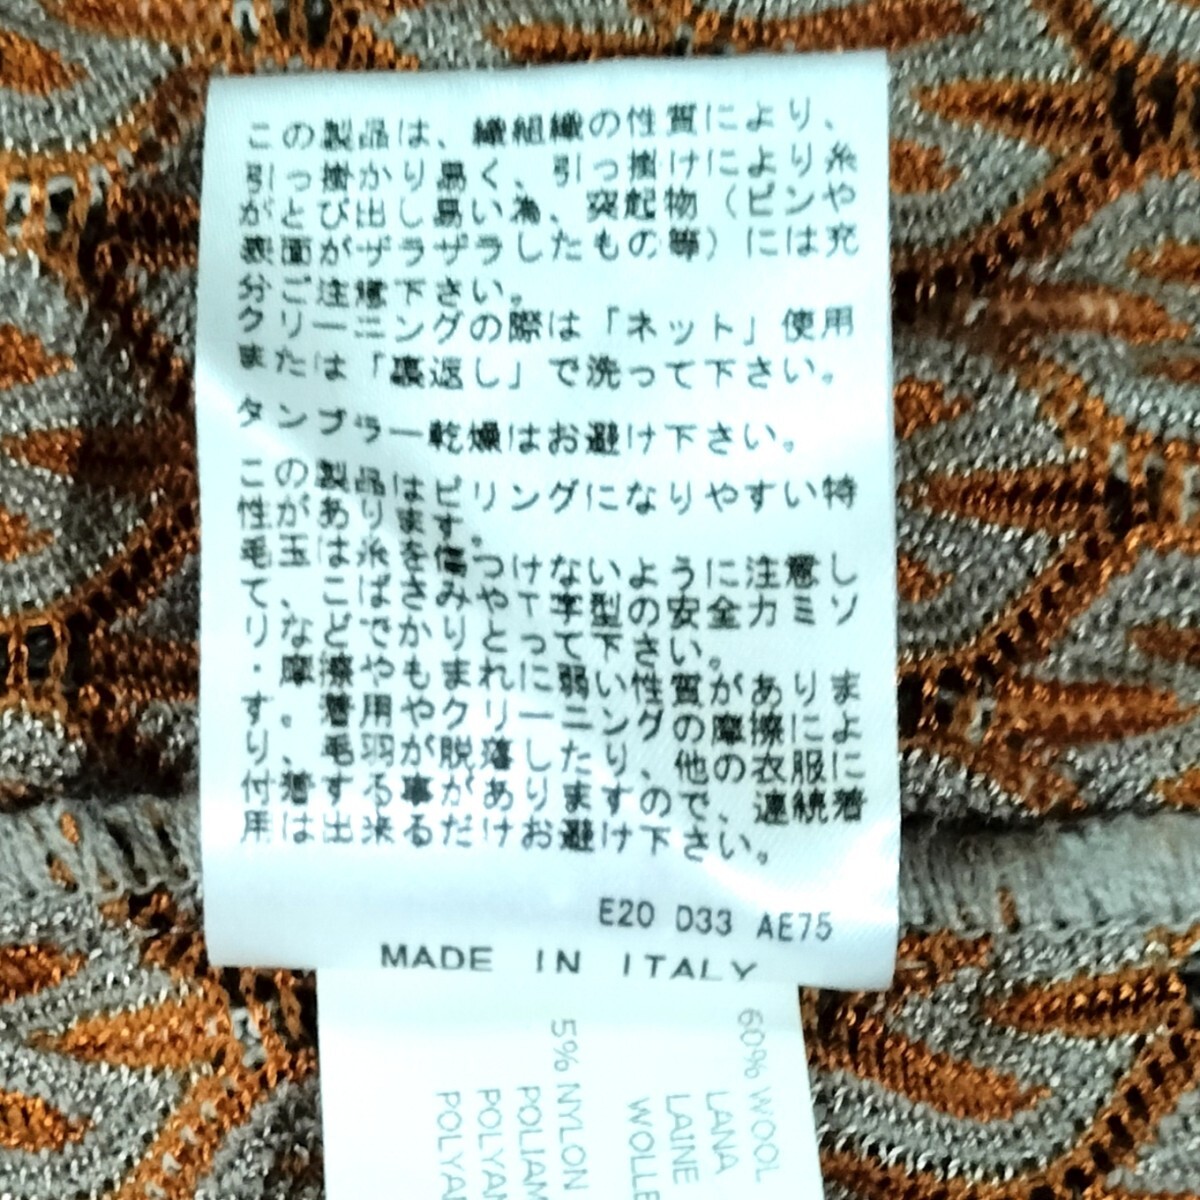 この製品は、繊組織の性質により、
引っ掛かり易く、引っ掛けにより糸
がとび出し易い為、突起物（ピンや
表面がザラザラしたもの等）には充
分ご注意下さい。
クリーニングの際は「ネット」使用
または「裏返し」で洗って下さい。
タンブラー乾燥はお避け下さい。
この製品はピリングになりやすい特
性があります。
毛玉は糸を傷つけないように注意し
て、こばさみやT字型の安全カミソ
リなどでかりとって下さい。
・摩擦やもまれに弱い性質がありま
す。着用やクリーニングの摩擦によ
り、毛羽が脱落したり、他の衣服に
付着する事がありますので、連続着
用は出来るだけお避け下さい。
E20 D33 AE75
MADE IN ITALY
60% WOOL
LANA
LAINE
WOLLE
5% NYLON
POLIAM
POLYAM
POLYA